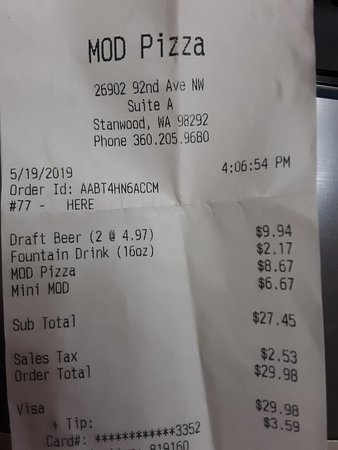 MOD Pizza
26902 92nd Ave NW
Suite A
Stanwood, WA 98292
Phone 360.205.9680
5/19/2019 4:06:54 PM
Order Id: AABT4HN6ACCM
#77 - HERE
Draft Beer (2 @ 4.97) $9.94
Fountain Drink (16oz) $2.17
MOD Pizza $8.67
Mini MOD $6.67
Sub Total $27.45
Sales Tax $2.53
Order Total $29.98
Visa $29.98
+ Tip: $3.59
Card#: ************3352
819160